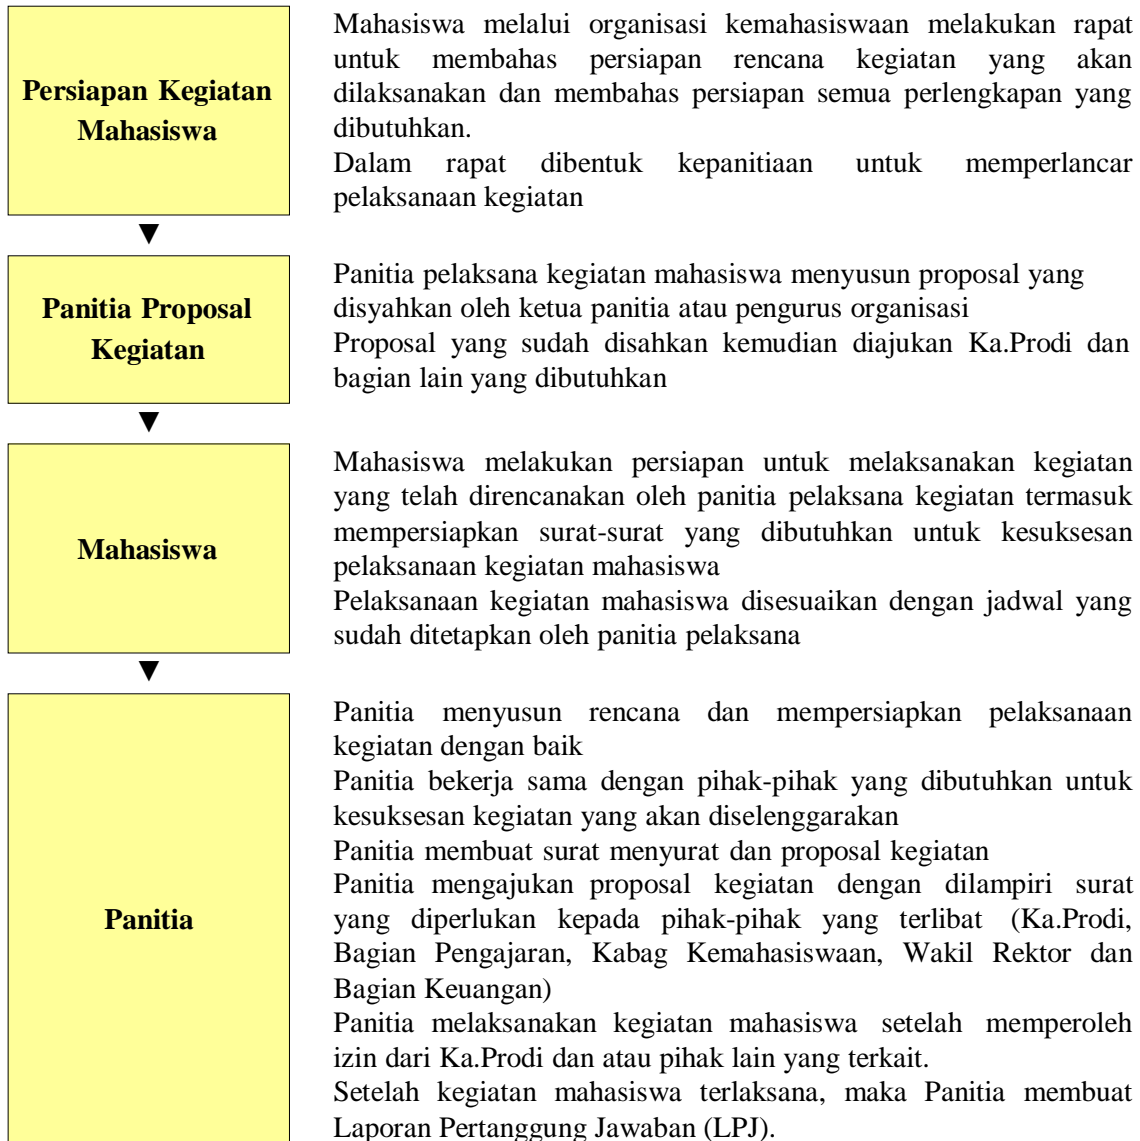 Persiapan Kegiatan
Mahasiswa
Mahasiswa melalui organisasi kemahasiswaan melakukan rapat
untuk membahas persiapan rencana kegiatan yang akan
dilaksanakan dan membahas persiapan semua perlengkapan yang
dibutuhkan.
Dalam rapat dibentuk kepanitiaan untuk memperlancar
pelaksanaan kegiatan
▼
Panitia Proposal
Kegiatan
Panitia pelaksana kegiatan mahasiswa menyusun proposal yang
disyahkan oleh ketua panitia atau pengurus organisasi
Proposal yang sudah disahkan kemudian diajukan Ka.Prodi dan
bagian lain yang dibutuhkan
▼
Mahasiswa
Mahasiswa melakukan persiapan untuk melaksanakan kegiatan
yang telah direncanakan oleh panitia pelaksana kegiatan termasuk
mempersiapkan surat-surat yang dibutuhkan untuk kesuksesan
pelaksanaan kegiatan mahasiswa
Pelaksanaan kegiatan mahasiswa disesuaikan dengan jadwal yang
sudah ditetapkan oleh panitia pelaksana
▼
Panitia
Panitia menyusun rencana dan mempersiapkan pelaksanaan
kegiatan dengan baik
Panitia bekerja sama dengan pihak-pihak yang dibutuhkan untuk
kesuksesan kegiatan yang akan diselenggarakan
Panitia membuat surat menyurat dan proposal kegiatan
Panitia mengajukan proposal kegiatan dengan dilampiri surat
yang diperlukan kepada pihak-pihak yang terlibat (Ka.Prodi,
Bagian Pengajaran, Kabag Kemahasiswaan, Wakil Rektor dan
Bagian Keuangan)
Panitia melaksanakan kegiatan mahasiswa setelah memperoleh
izin dari Ka.Prodi dan atau pihak lain yang terkait.
Setelah kegiatan mahasiswa terlaksana, maka Panitia membuat
Laporan Pertanggung Jawaban (LPJ).